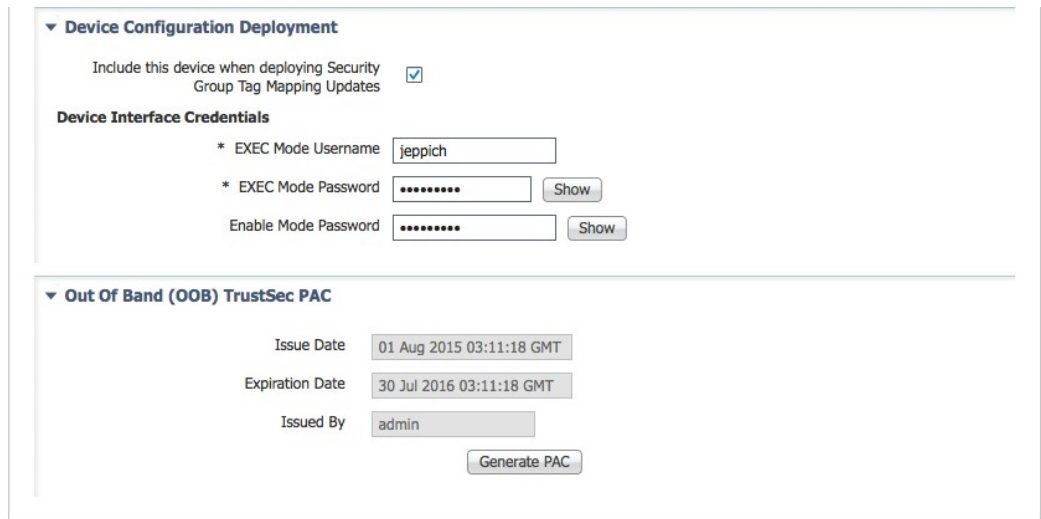 Device Configuration Deployment
Include this device when deploying Security
Group Tag Mapping Updates
Device Interface Credentials
* EXEC Mode Username jeppich
* EXEC Mode Password ••••••••• Show
Enable Mode Password ••••••••• Show
Out Of Band (OOB) TrustSec PAC
Issue Date 01 Aug 2015 03:11:18 GMT
Expiration Date 30 Jul 2016 03:11:18 GMT
Issued By admin
Generate PAC